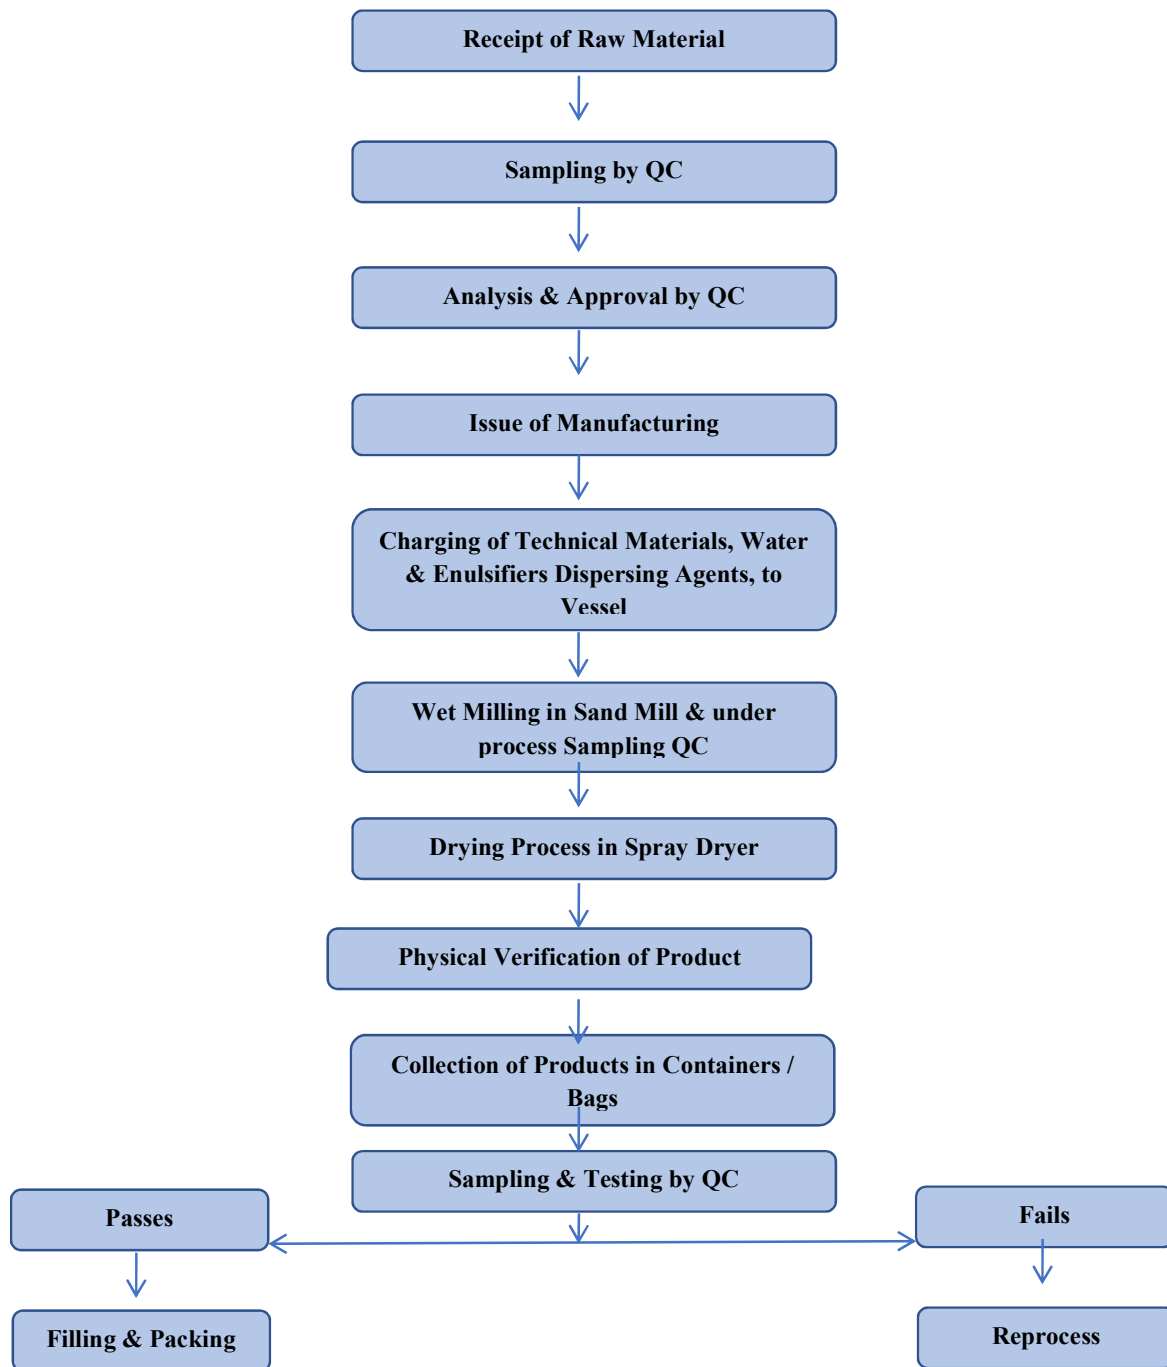 Receipt of Raw Material
Sampling by QC
Analysis & Approval by QC
Issue of Manufacturing
Charging of Technical Materials, Water
& Enulsifiers Dispersing Agents, to
Vessel
Wet Milling in Sand Mill & under
process Sampling QC
Drying Process in Spray Dryer
Physical Verification of Product
Collection of Products in Containers /
Bags
Sampling & Testing by QC
Passes
Fails
Filling & Packing
Reprocess